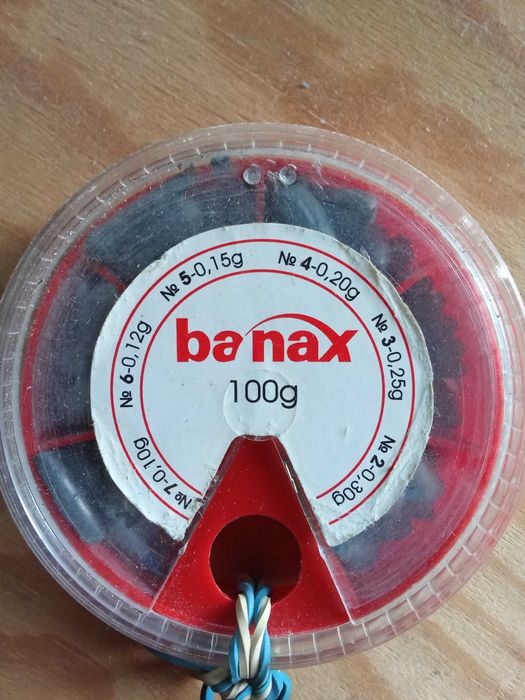 № 7-0,10g
№ 6-0,12g
№ 5-0,15g
№ 4-0,20g
№ 3-0,25g
№ 2-0,30g
banax
100g